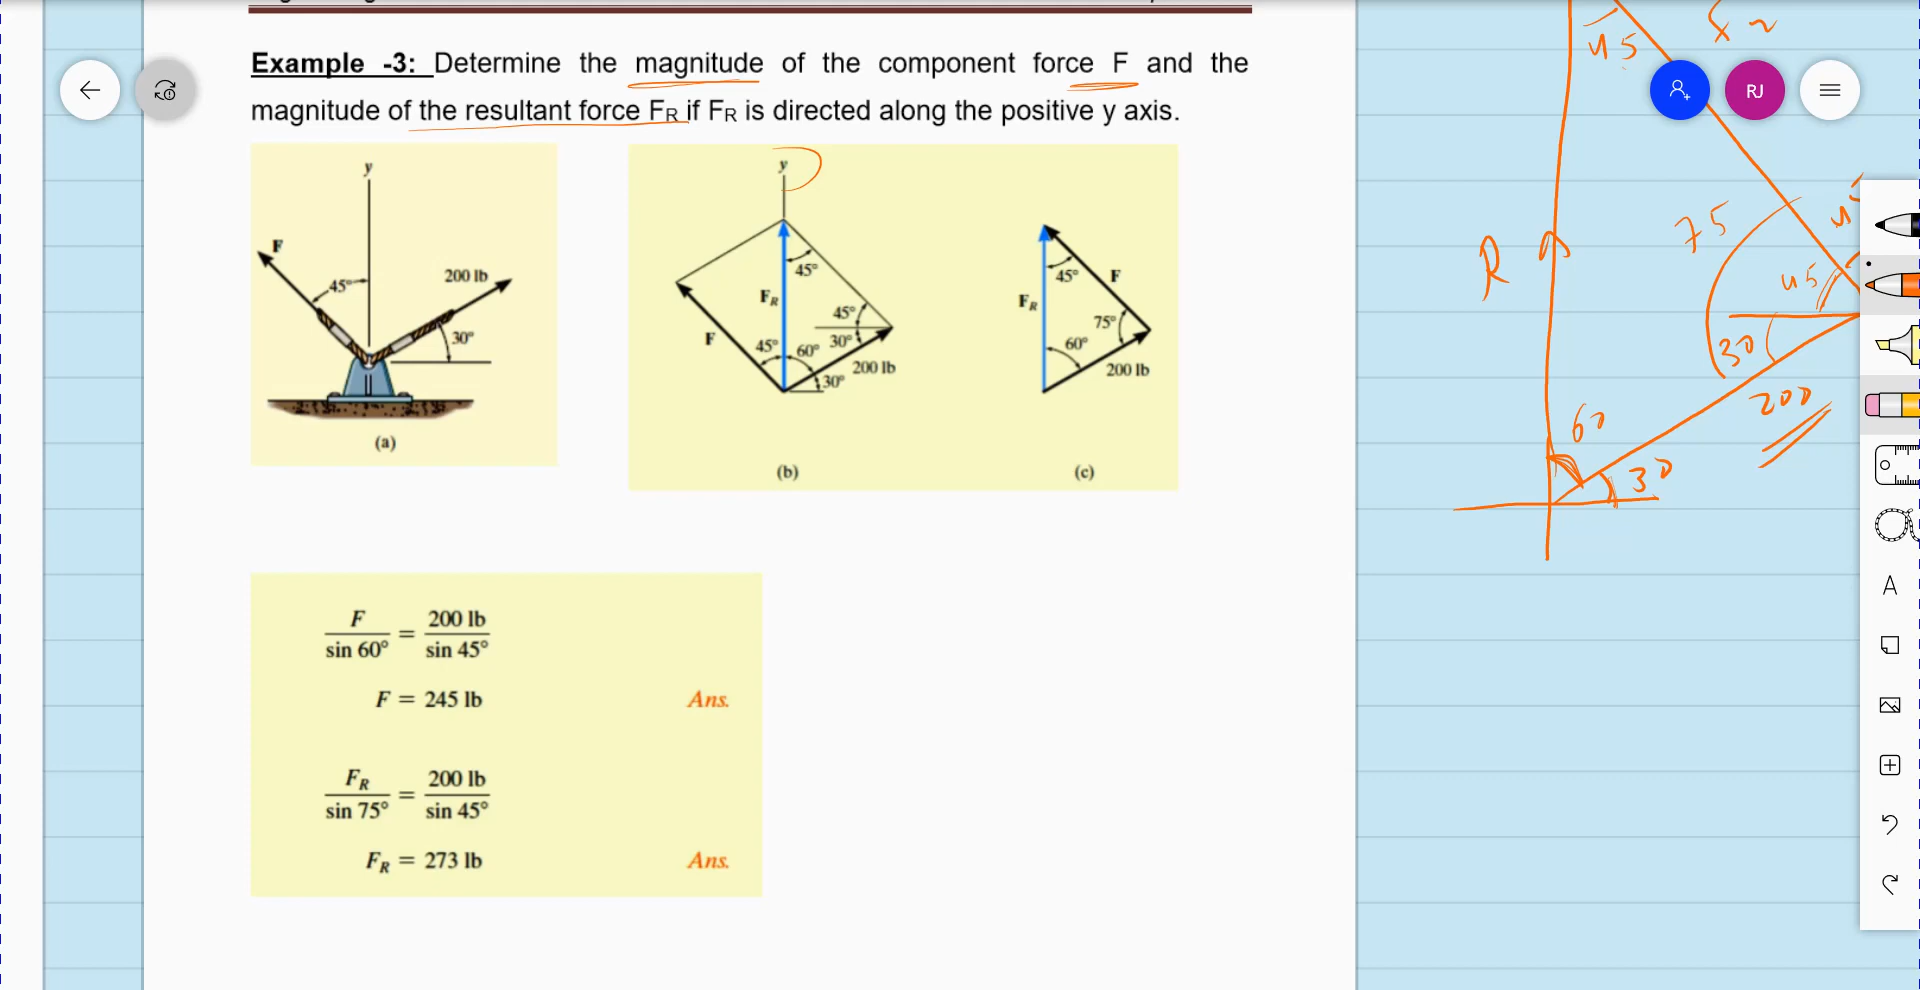 Example -3: Determine the magnitude of the component force F and the
magnitude of the resultant force FR if FR is directed along the positive y axis.
y
F
45°
200 lb
30°
(a)
y
45°
FR
45°
F
45°
60°
30°
200 lb
30°
(b)
45°
F
FR
75°
60°
200 lb
(c)
F / sin 60° = 200 lb / sin 45°
F = 245 lb
Ans.
FR / sin 75° = 200 lb / sin 45°
FR = 273 lb
Ans.
45
RJ
75
R
45
30
200
60
30
A